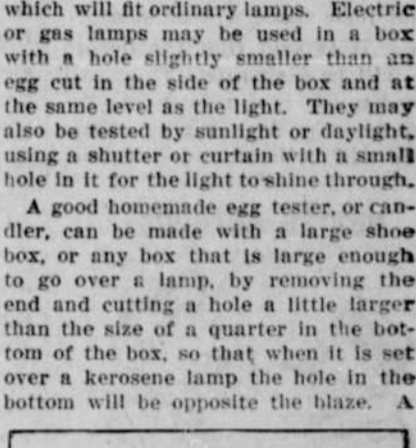 which will fit ordinary lamps. Electric
or gas lamps may be used in a box
with a hole slightly smaller than an
egg cut in the side of the box and at
the same level as the light. They may
also be tested by sunlight or daylight,
using a shutter or curtain with a small
hole in it for the light to shine through.
A good homemade egg tester, or can-
dler, can be made with a large shoe
box, or any box that is large enough
to go over a lamp, by removing the
end and cutting a hole a little larger
than the size of a quarter in the bot-
tom of the box, so that when it is set
over a kerosene lamp the hole in the
bottom will be opposite the blaze. A